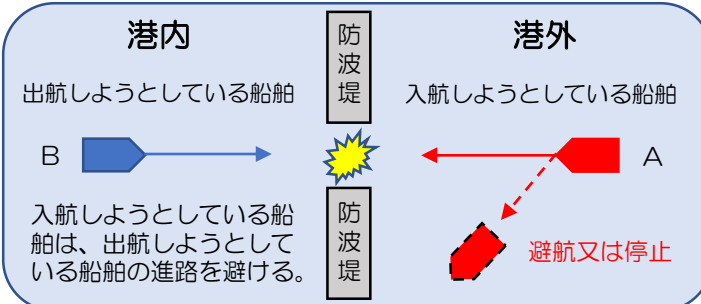 港内
防波堤
港外
出航しようとしている船舶
入航しようとしている船舶
B
A
入航しようとしている船
舶は、出航しようとして
いる船舶の進路を避ける。
防波堤
避航又は停止